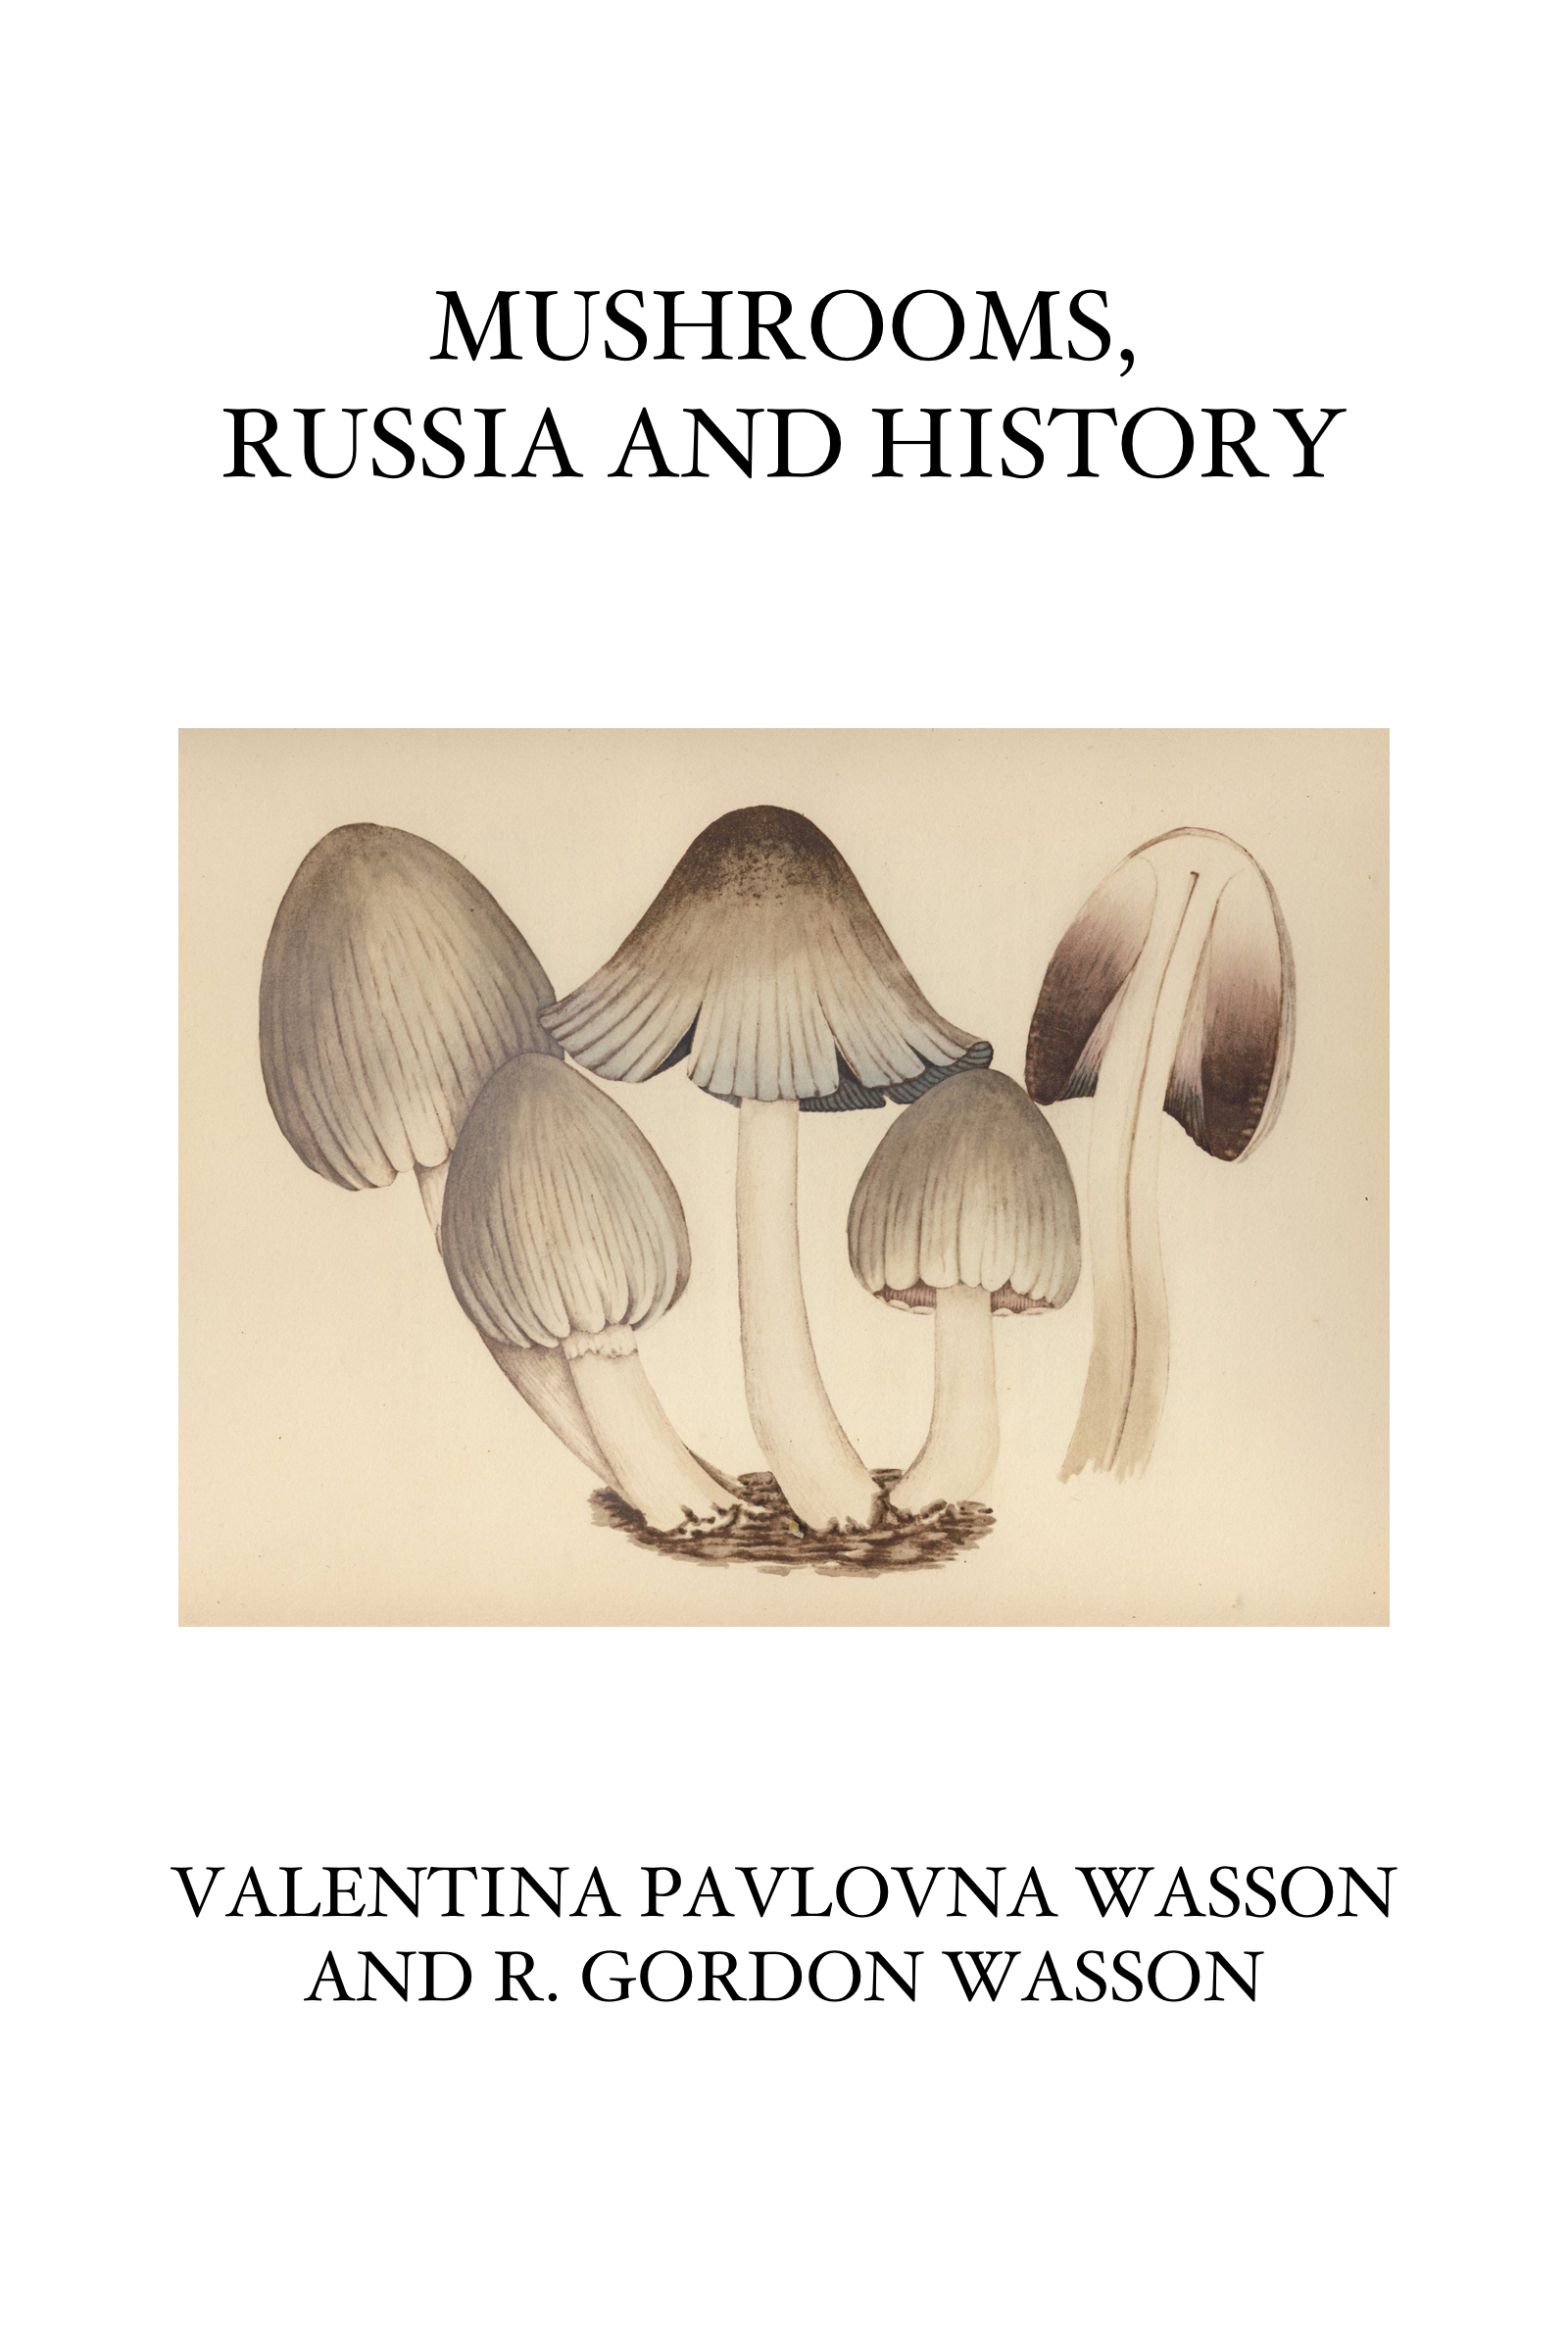 MUSHROOMS,
RUSSIA AND HISTORY
VALENTINA PAVLOVNA WASSON
AND R. GORDON WASSON